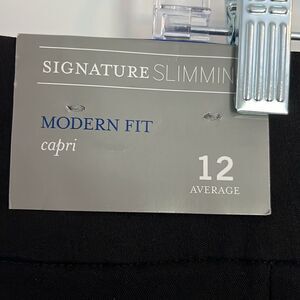 SIGNATURE SLIMMIN
MODERN FIT
capri
12
AVERAGE